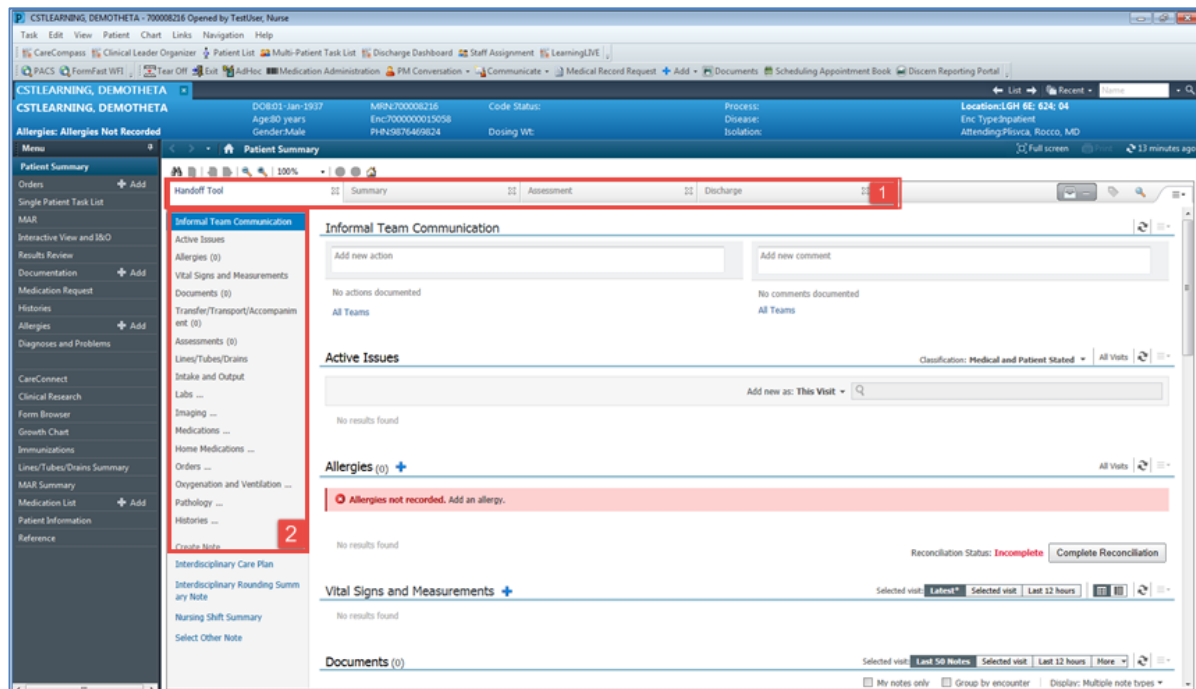 CSTLEARNING, DEMOTHETA - 700008216 Opened by TestUser, Nurse
Task Edit View Patient Chart Links Navigation Help
CareCompass Clinical Leader Organizer Patient List Multi-Patient Task List Discharge Dashboard Staff Assignment LearningLIVE
PACS FormFast WFI Tear Off Exit AdHoc Medication Administration PM Conversation Communicate Medical Record Request Add Documents Scheduling Appointment Book Discern Reporting Portal
CSTLEARNING, DEMOTHETA List Recent Name
CSTLEARNING, DEMOTHETA DOB:01-Jan-1937 MRN:700008216 Code Status: Process: Location:LGH 6E; 624; 04
Age:80 years Enc:7000000015058 Disease: Enc Type:Inpatient
Allergies: Allergies Not Recorded Gender:Male PHN:9876469824 Dosing Wt: Isolation: Attending:Plisvca, Rocco, MD
Menu Patient Summary Full screen Print 13 minutes ago
Patient Summary
Orders Add
Single Patient Task List
MAR
Interactive View and I&O
Results Review
Documentation Add
Medication Request
Histories
Allergies Add
Diagnoses and Problems
CareConnect
Clinical Research
Form Browser
Growth Chart
Immunizations
Lines/Tubes/Drains Summary
MAR Summary
Medication List Add
Patient Information
Reference
100%
Handoff Tool Summary Assessment Discharge 1
Informal Team Communication
Active Issues
Allergies (0)
Vital Signs and Measurements
Documents (0)
Transfer/Transport/Accompanim
ent (0)
Assessments (0)
Lines/Tubes/Drains
Intake and Output
Labs ...
Imaging ...
Medications ...
Home Medications ...
Orders ...
Oxygenation and Ventilation ...
Pathology ...
Histories ...
2
Create Note
Interdisciplinary Care Plan
Interdisciplinary Rounding Summ
ary Note
Nursing Shift Summary
Select Other Note
Informal Team Communication
Add new action Add new comment
No actions documented No comments documented
All Teams All Teams
Active Issues Classification: Medical and Patient Stated All Visits
Add new as: This Visit
No results found
Allergies (0) All Visits
Allergies not recorded. Add an allergy.
No results found
Reconciliation Status: Incomplete Complete Reconciliation
Vital Signs and Measurements Selected visit: Latest* Selected visit Last 12 hours
No results found
Documents (0) Selected visit: Last 50 Notes Selected visit Last 12 hours More
My notes only Group by encounter Display: Multiple note types